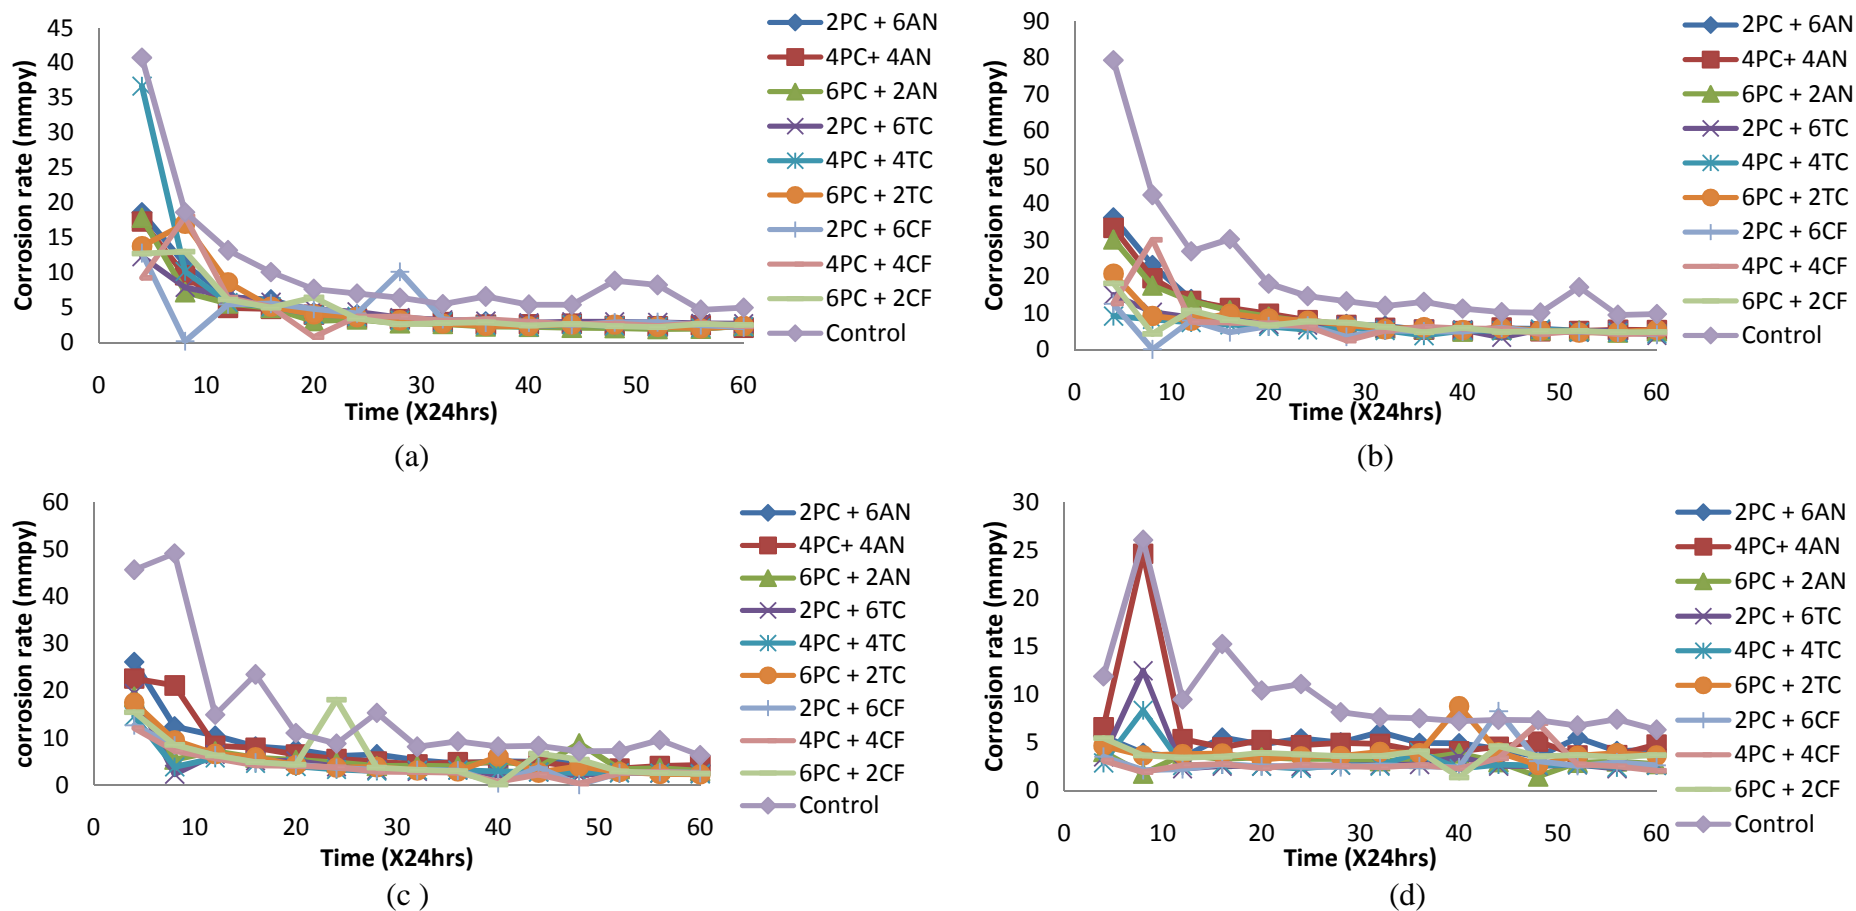 45
40
35
30
25
20
15
10
5
0
0 10 20 30 40 50 60
Corrosion rate (mmpy)
Time (X24hrs)
2PC + 6AN
4PC+ 4AN
6PC + 2AN
2PC + 6TC
4PC + 4TC
6PC + 2TC
2PC + 6CF
4PC + 4CF
6PC + 2CF
Control
(a)
90
80
70
60
50
40
30
20
10
0
0 10 20 30 40 50 60
Corrosion rate (mmpy)
Time (X24hrs)
2PC + 6AN
4PC+ 4AN
6PC + 2AN
2PC + 6TC
4PC + 4TC
6PC + 2TC
2PC + 6CF
4PC + 4CF
6PC + 2CF
Control
(b)
60
50
40
30
20
10
0
0 10 20 30 40 50 60
corrosion rate (mmpy)
Time (X24hrs)
2PC + 6AN
4PC+ 4AN
6PC + 2AN
2PC + 6TC
4PC + 4TC
6PC + 2TC
2PC + 6CF
4PC + 4CF
6PC + 2CF
Control
(c )
30
25
20
15
10
5
0
0 10 20 30 40 50 60
Corrosion rate (mmpy)
Time (X24hrs)
2PC + 6AN
4PC+ 4AN
6PC + 2AN
2PC + 6TC
4PC + 4TC
6PC + 2TC
2PC + 6CF
4PC + 4CF
6PC + 2CF
Control
(d)